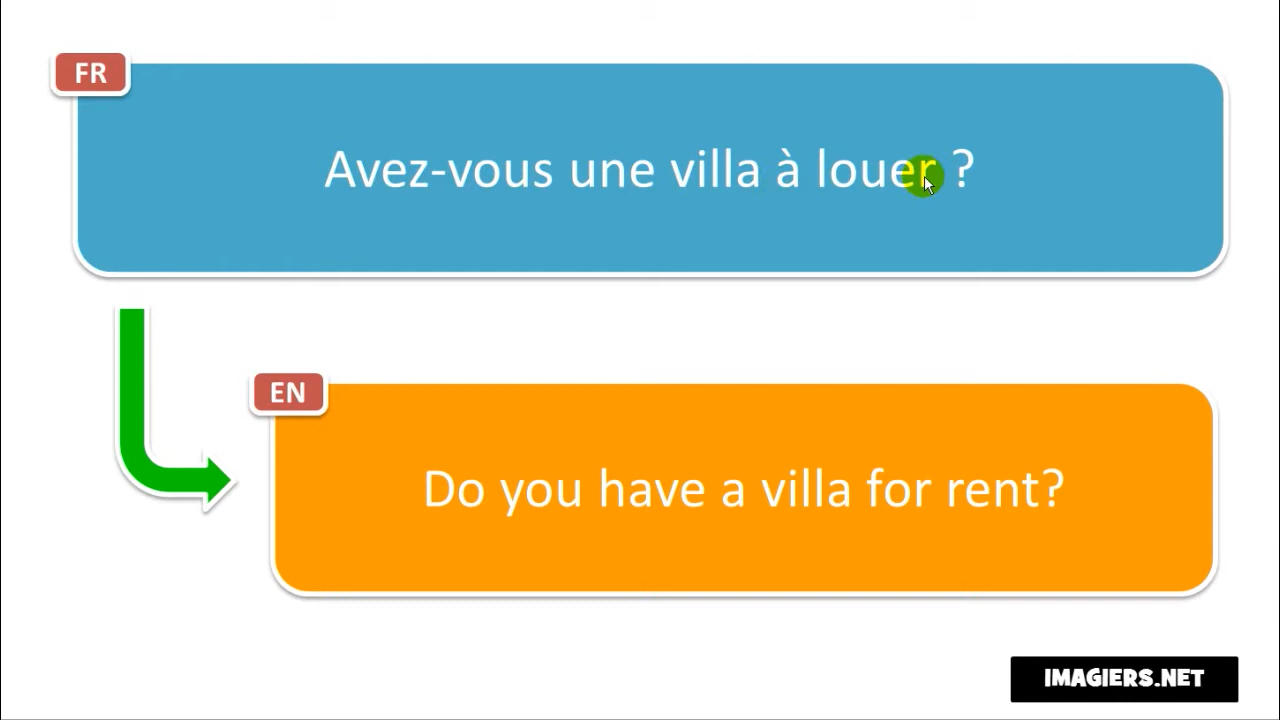 FR
Avez-vous une villa à louer ?
EN
Do you have a villa for rent?
IMAGIERS.NET